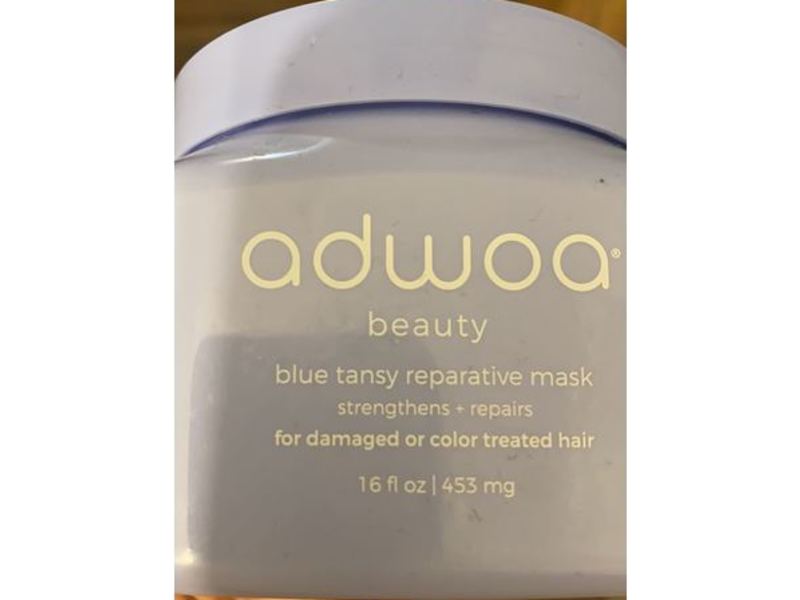 adwoa®
beauty
blue tansy reparative mask
strengthens + repairs
for damaged or color treated hair
16 fl oz | 453 mg